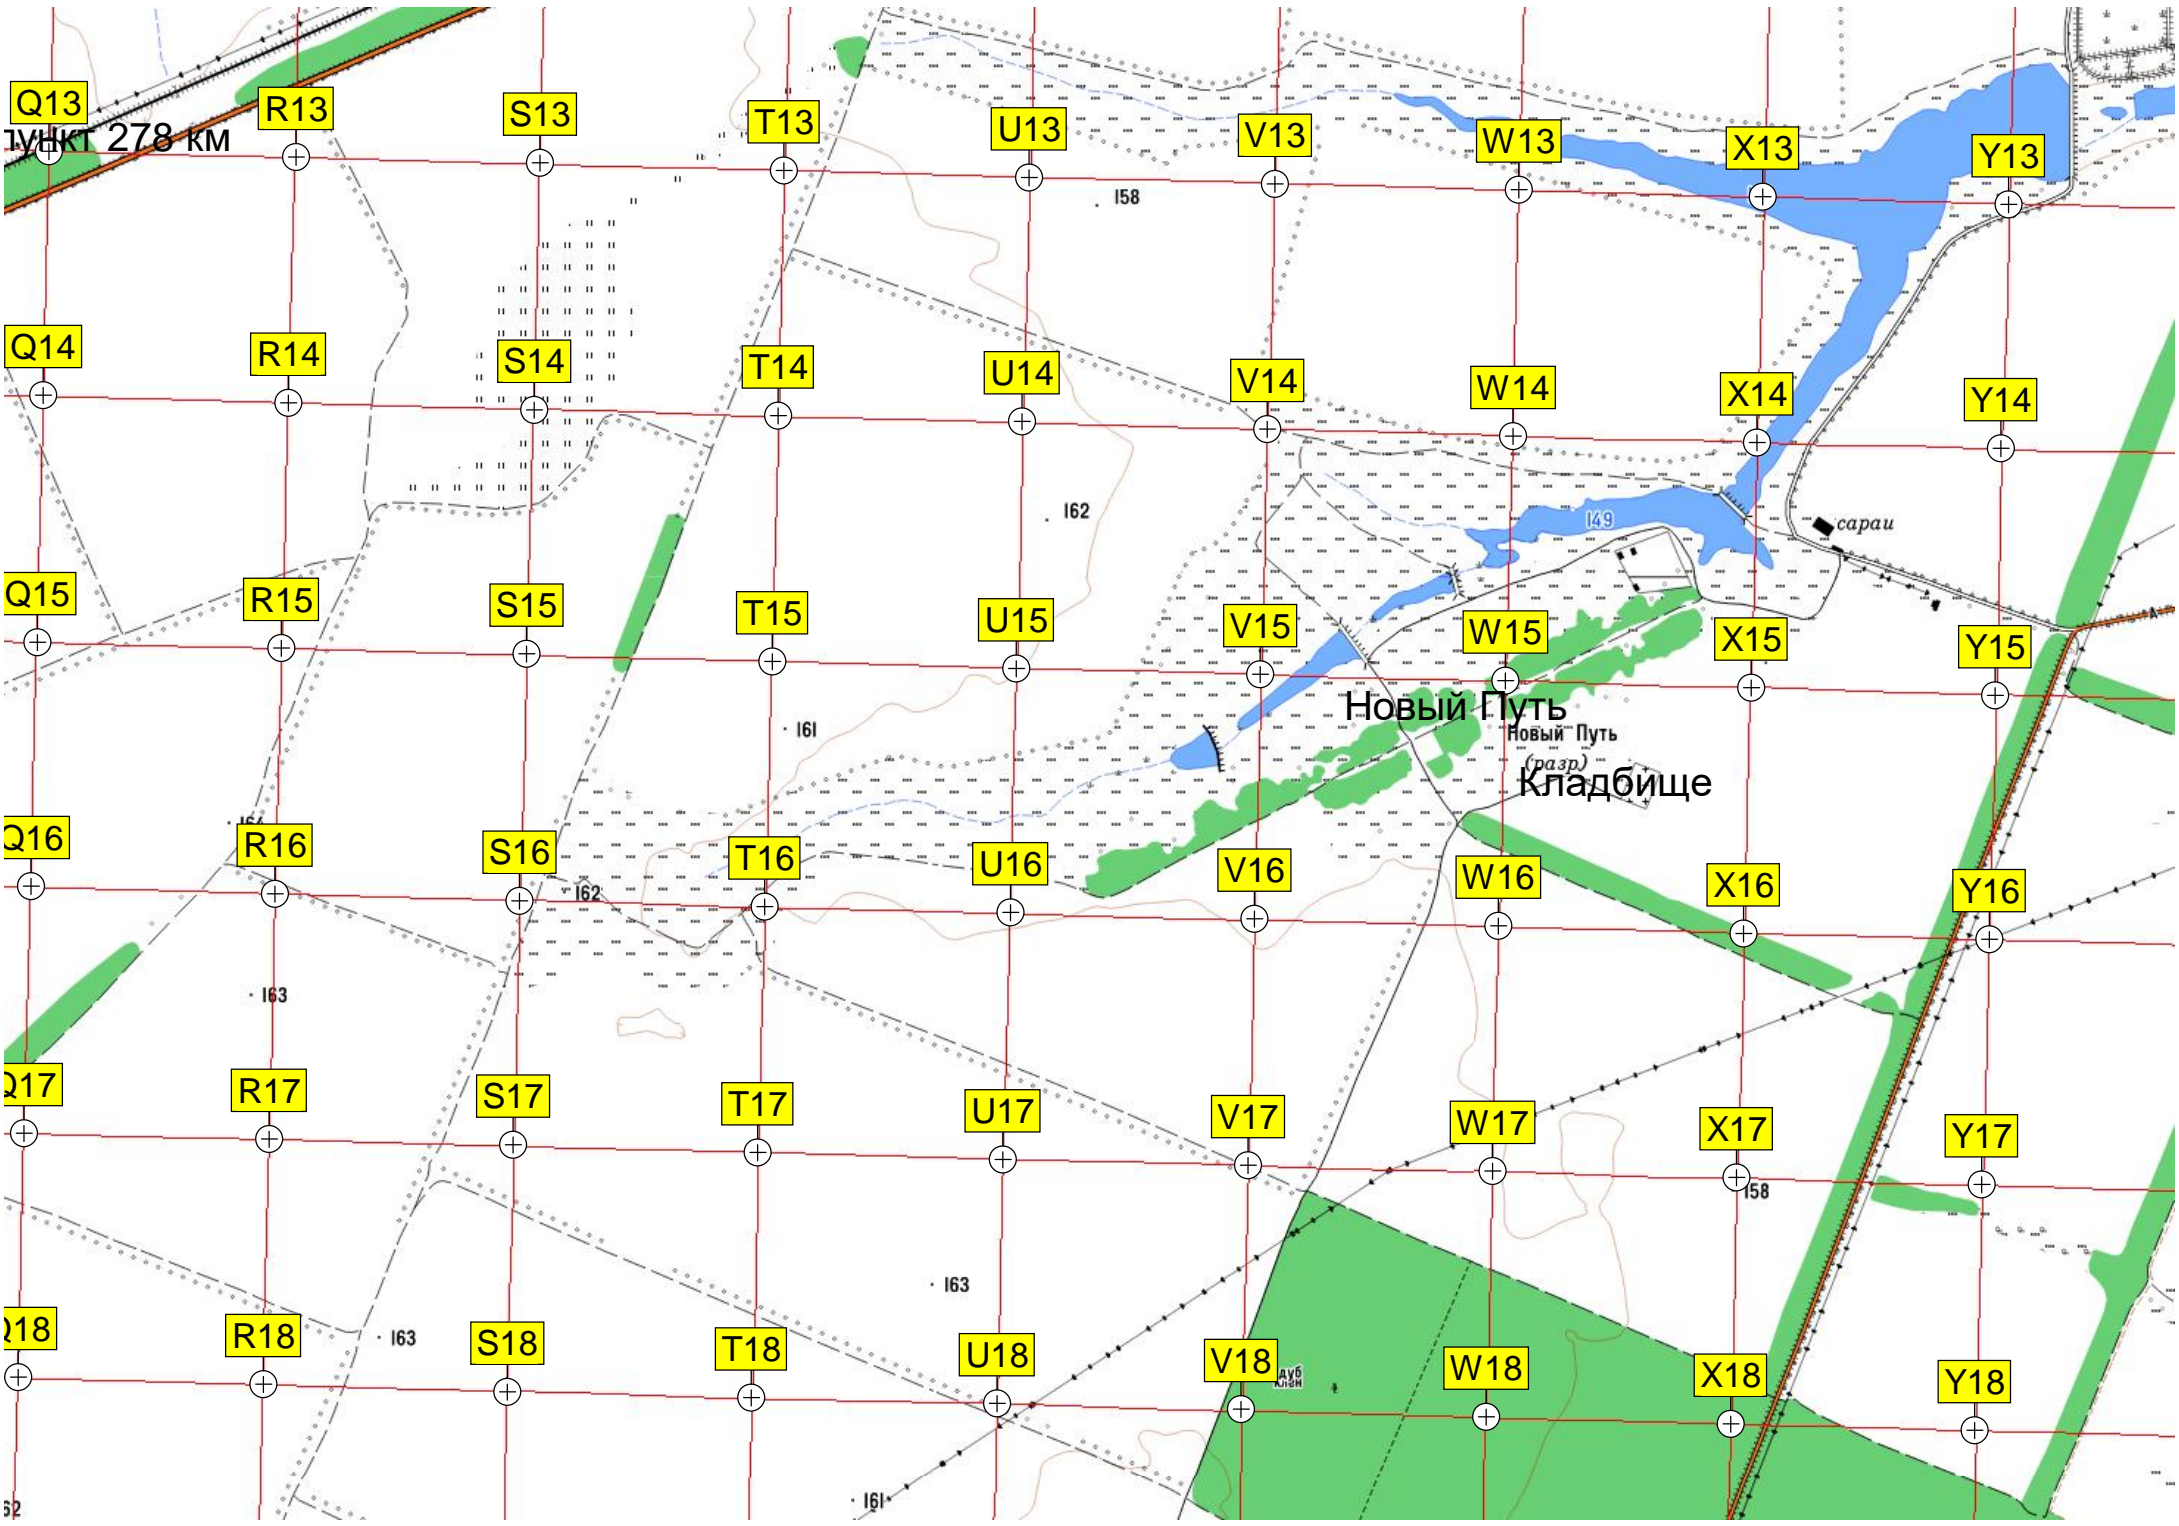 Q13 R13 S13 T13 U13 V13 W13 X13 Y13
пункт 278 км
158
Q14 R14 S14 T14 U14 V14 W14 X14 Y14
162
149
сараи
Q15 R15 S15 T15 U15 V15 W15 X15 Y15
Новый Путь
161
Новый Путь
(разр)
Кладбище
Q16 R16 S16 T16 U16 V16 W16 X16 Y16
162
163
Q17 R17 S17 T17 U17 V17 W17 X17 Y17
158
163
163
Q18 R18 S18 T18 U18 V18 W18 X18 Y18
дуб
клён
161
62